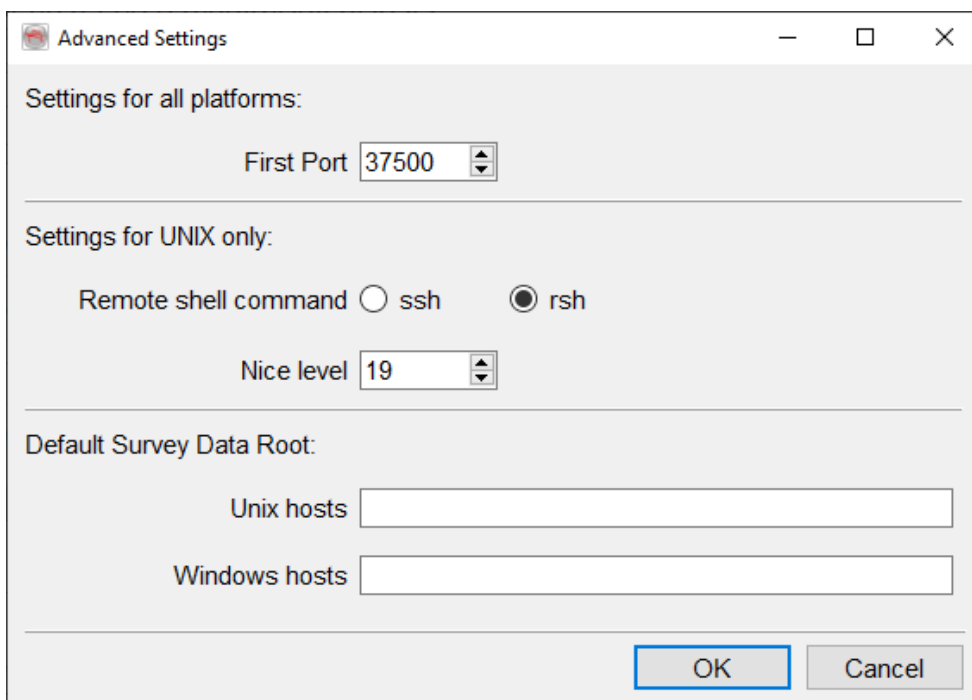 Advanced Settings
Settings for all platforms:
First Port 37500
Settings for UNIX only:
Remote shell command ssh rsh
Nice level 19
Default Survey Data Root:
Unix hosts
Windows hosts
OK Cancel